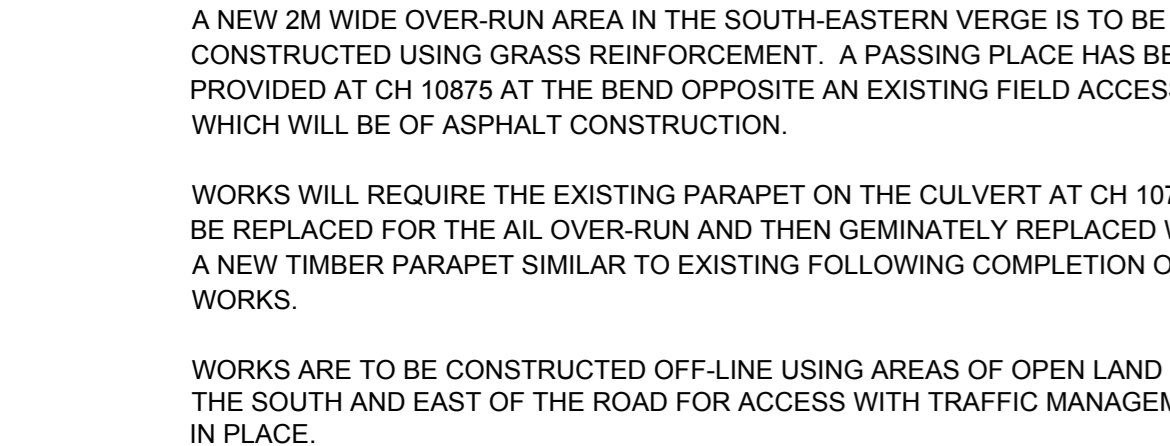 A NEW 2M WIDE OVER-RUN AREA IN THE SOUTH-EASTERN VERGE IS TO BE
CONSTRUCTED USING GRASS REINFORCEMENT. A PASSING PLACE HAS BE
PROVIDED AT CH 10875 AT THE BEND OPPOSITE AN EXISTING FIELD ACCESS
WHICH WILL BE OF ASPHALT CONSTRUCTION.
WORKS WILL REQUIRE THE EXISTING PARAPET ON THE CULVERT AT CH 107
BE REPLACED FOR THE AIL OVER-RUN AND THEN GEMINATELY REPLACED
A NEW TIMBER PARAPET SIMILAR TO EXISTING FOLLOWING COMPLETION O
WORKS.
WORKS ARE TO BE CONSTRUCTED OFF-LINE USING AREAS OF OPEN LAND
THE SOUTH AND EAST OF THE ROAD FOR ACCESS WITH TRAFFIC MANAGEM
IN PLACE.